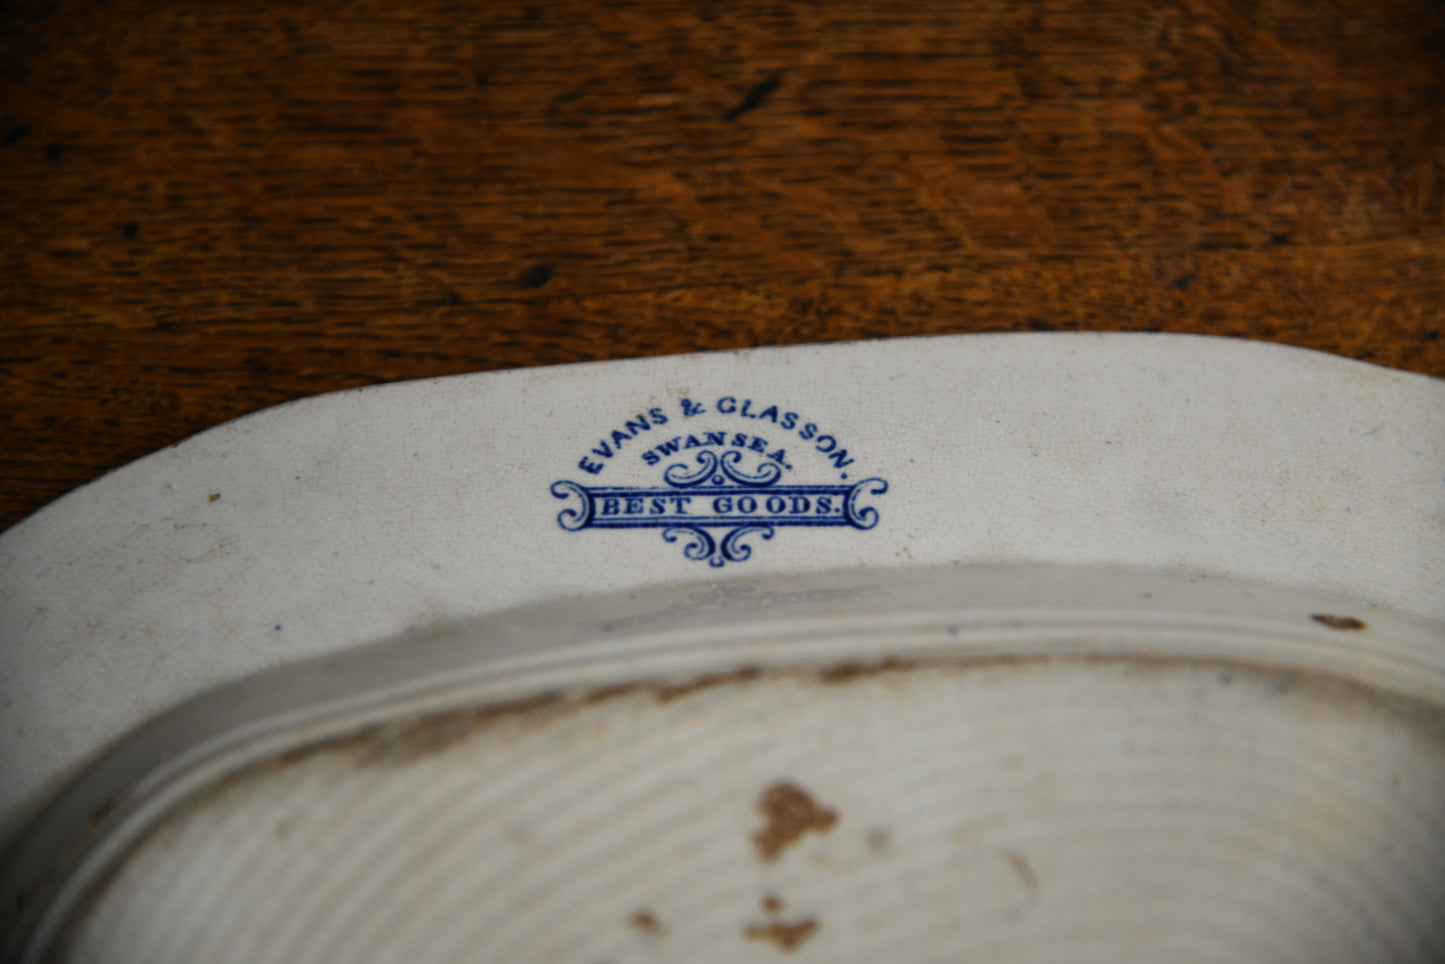 EVANS & GLASSON.
SWANSEA.
BEST GOODS.